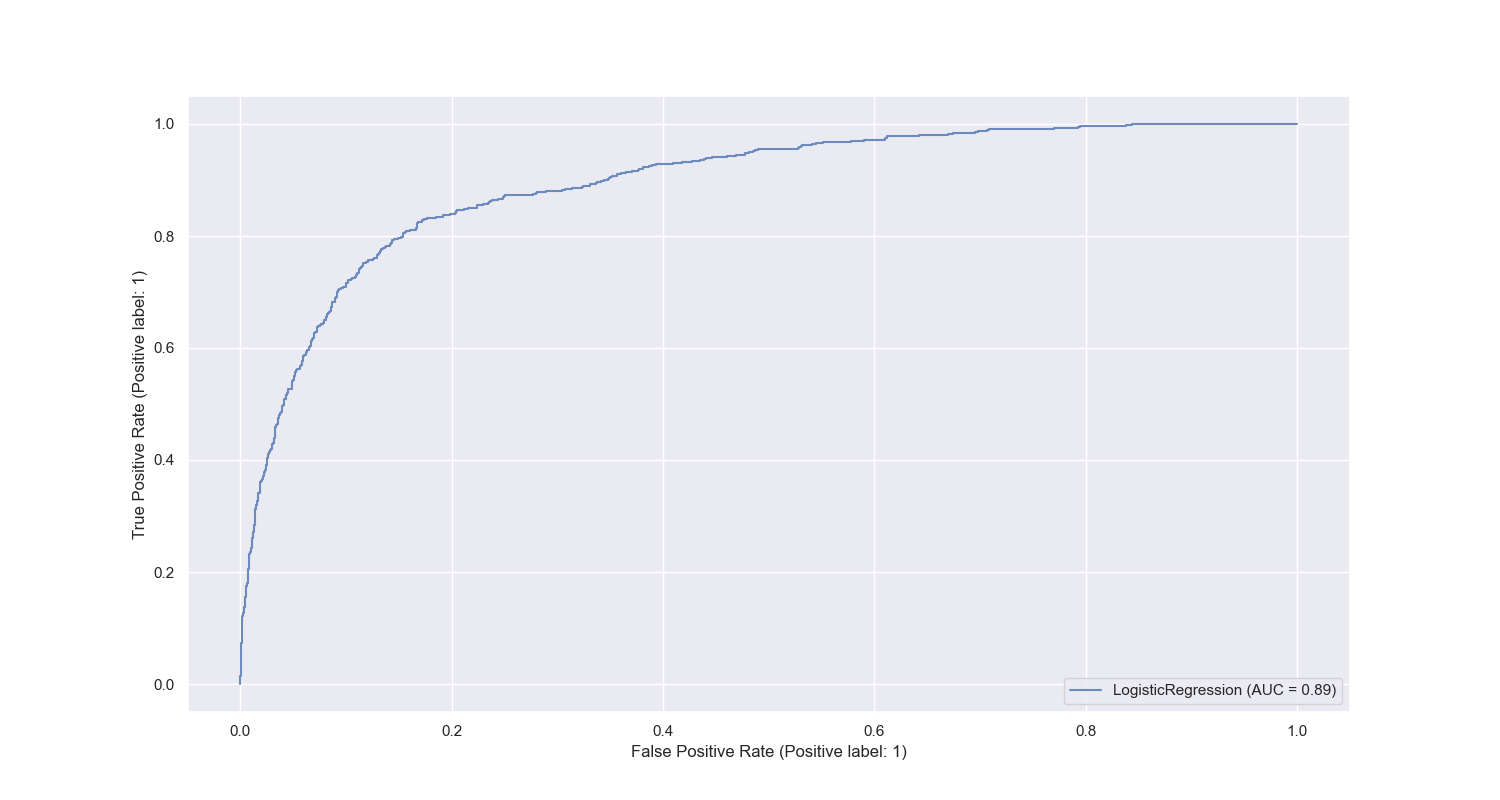 1.0
0.8
0.6
0.4
0.2
0.0
True Positive Rate (Positive label: 1)
LogisticRegression (AUC = 0.89)
0.0 0.2 0.4 0.6 0.8 1.0
False Positive Rate (Positive label: 1)